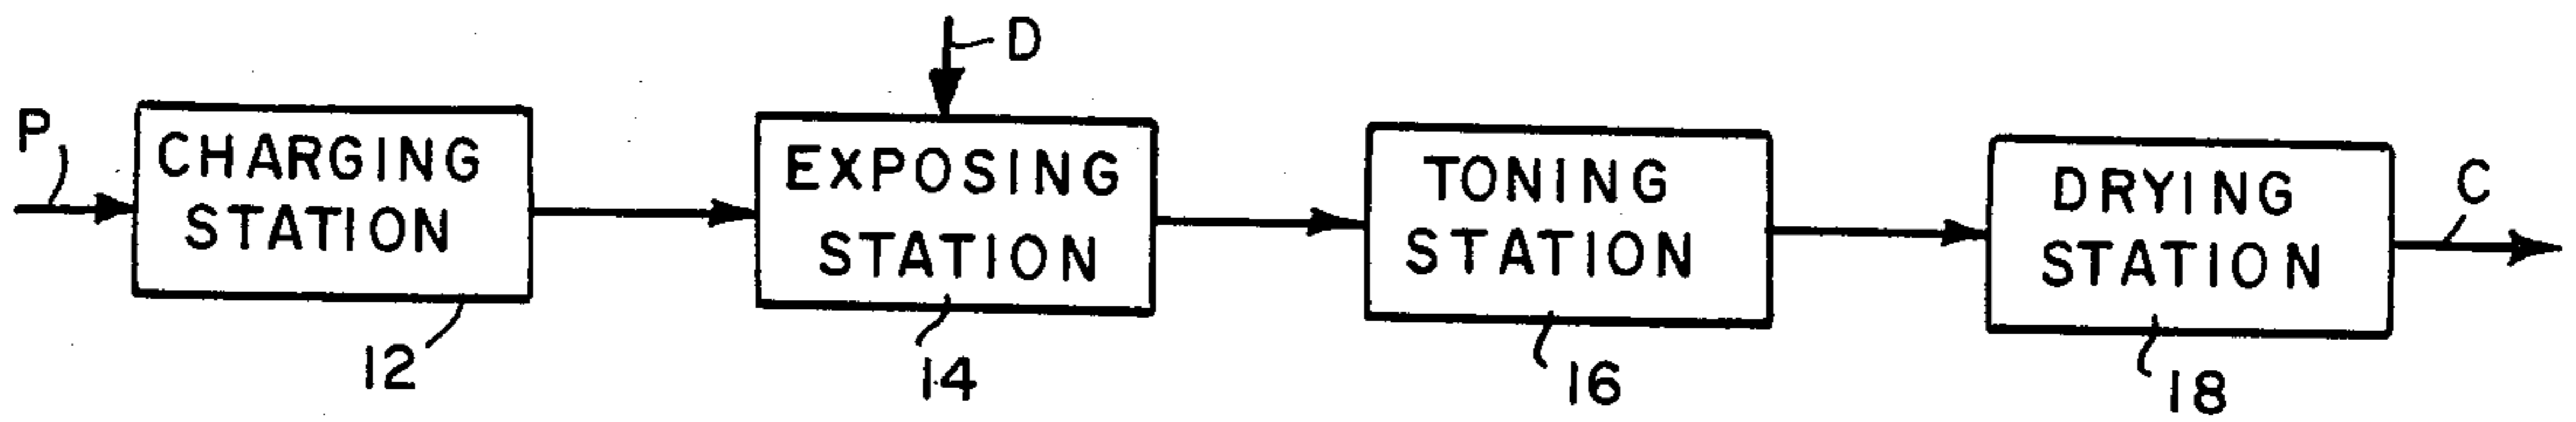 D
P
CHARGING
STATION
EXPOSING
STATION
TONING
STATION
DRYING
STATION
C
12
14
16
18